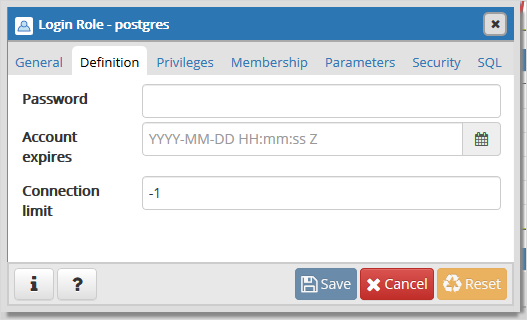 Login Role - postgres
General Definition Privileges Membership Parameters Security SQL
Password
Account expires YYYY-MM-DD HH:mm:ss Z
Connection limit -1
i ? Save Cancel Reset